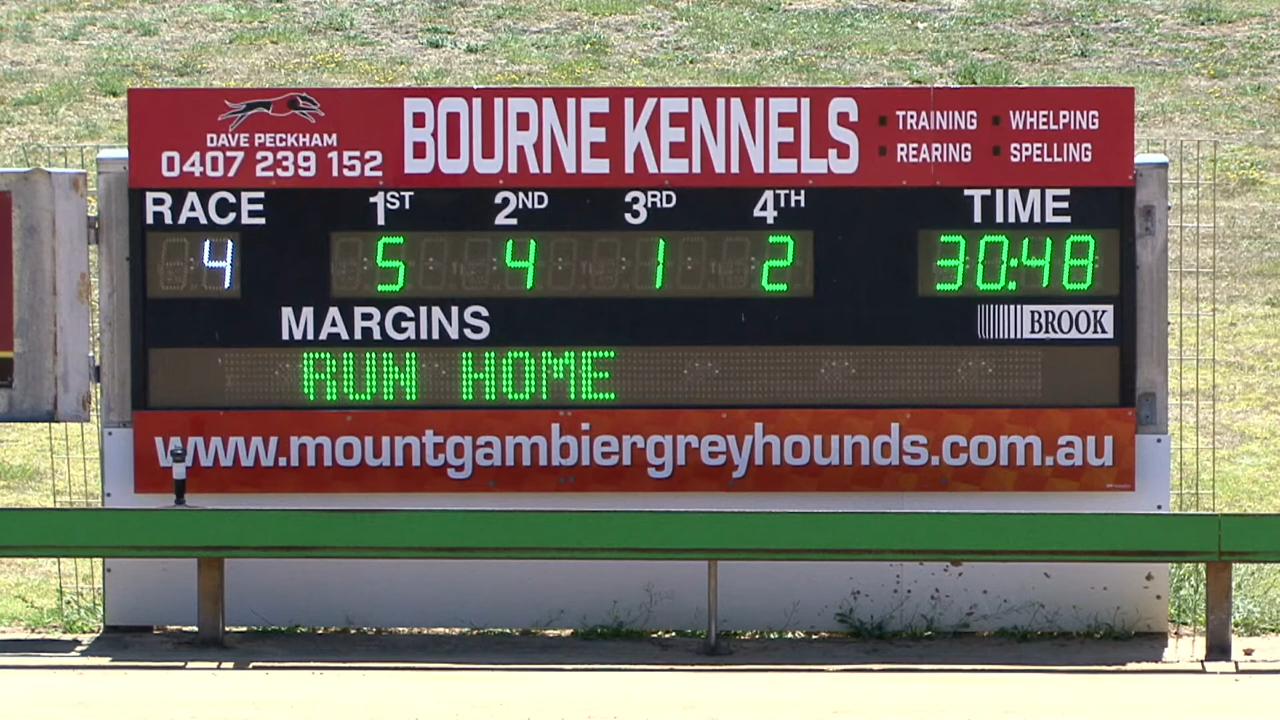 DAVE PECKHAM
0407 239 152
BOURNE KENNELS
TRAINING
WHELPING
REARING
SPELLING
RACE 1ST 2ND 3RD 4TH TIME
4 5 4 1 2 30:48
MARGINS
BROOK
RUN HOME
www.mountgambiergreyhounds.com.au